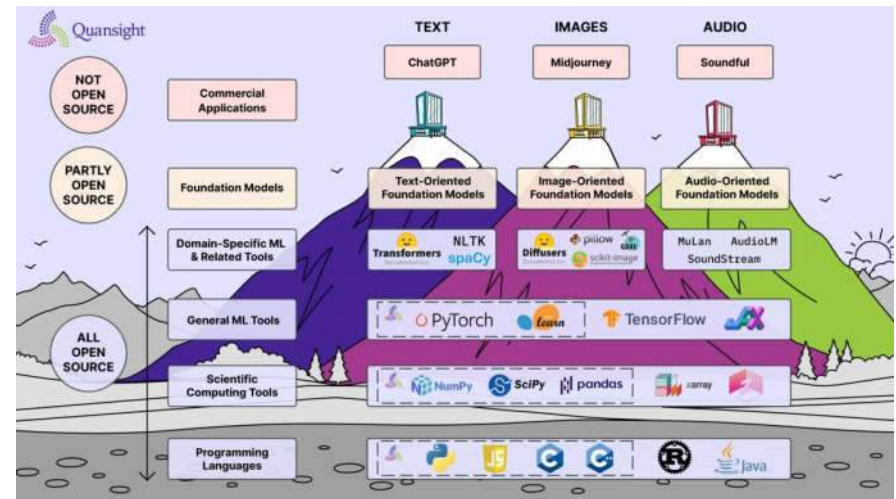 Quansight
TEXT
IMAGES
AUDIO
NOT
OPEN
SOURCE
Commercial
Applications
ChatGPT
Midjourney
Soundful
PARTLY
OPEN
SOURCE
Foundation Models
Text-Oriented
Foundation Models
Image-Oriented
Foundation Models
Audio-Oriented
Foundation Models
Domain-Specific ML
& Related Tools
Transformers
NLTK
spaCy
Diffusers
pillow
scikit-image
MuLan AudioLM
SoundStream
ALL
OPEN
SOURCE
General ML Tools
PyTorch
learn
TensorFlow
JAX
Scientific
Computing Tools
NumPy
SciPy
pandas
xarray
Programming
Languages
JS
C
C++
R
Java